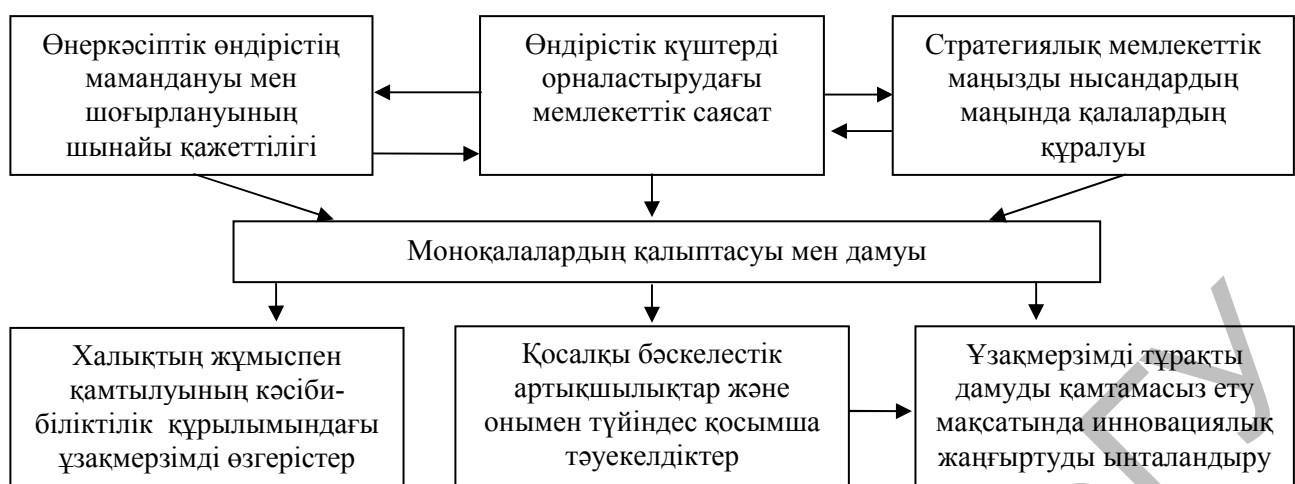 Өнеркәсіптік өндірістің
мамандануы мен
шоғырлануының
шынайы қажеттілігі
Өндірістік күштерді
орналастырудағы
мемлекеттік саясат
Стратегиялық мемлекеттік
маңызды нысандардың
маңында қалалардың
құралуы
Моноқалалардың қалыптасуы мен дамуы
Халықтың жұмыспен
қамтылуының кәсіби-
біліктілік құрылымындағы
ұзақмерзімді өзгерістер
Қосалқы бәскелестік
артықшылықтар және
онымен түйіндес қосымша
тәуекелдіктер
Ұзақмерзімді тұрақты
дамуды қамтамасыз ету
мақсатында инновациялық
жаңғыртуды ынталандыру